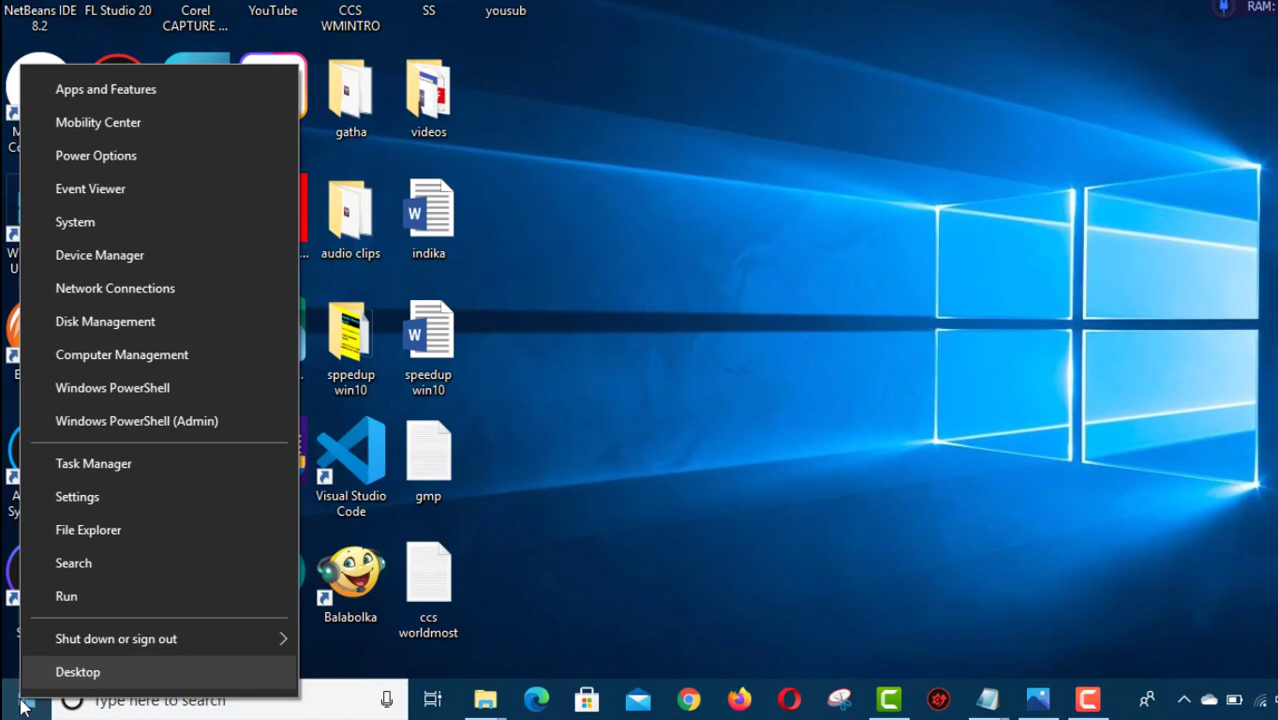 NetBeans IDE
8.2
FL Studio 20
Corel
CAPTURE ...
YouTube
CCS
WMINTRO
SS
yousub
RAM:
Apps and Features
Mobility Center
Power Options
Event Viewer
System
Device Manager
Network Connections
Disk Management
Computer Management
Windows PowerShell
Windows PowerShell (Admin)
Task Manager
Settings
File Explorer
Search
Run
Shut down or sign out
Desktop
gatha
videos
audio clips
indika
sppedup
win10
speedup
win10
Visual Studio
Code
gmp
Balabolka
ccs
worldmost
Type here to search